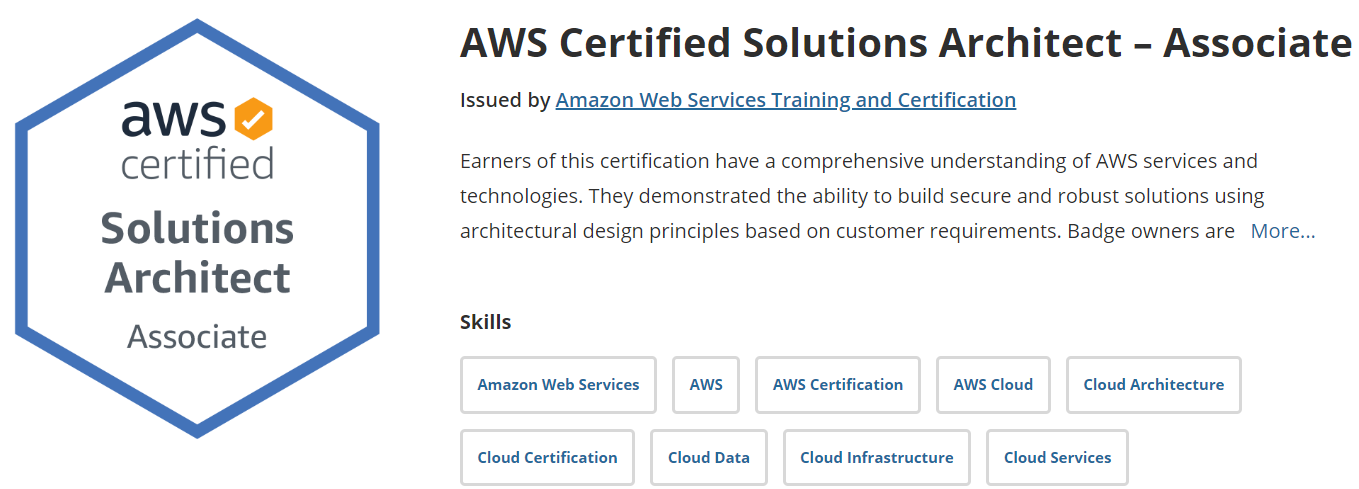 aws
certified
Solutions
Architect
Associate
AWS Certified Solutions Architect – Associate
Issued by Amazon Web Services Training and Certification
Earners of this certification have a comprehensive understanding of AWS services and
technologies. They demonstrated the ability to build secure and robust solutions using
architectural design principles based on customer requirements. Badge owners are More...
Skills
Amazon Web Services AWS AWS Certification AWS Cloud Cloud Architecture
Cloud Certification Cloud Data Cloud Infrastructure Cloud Services